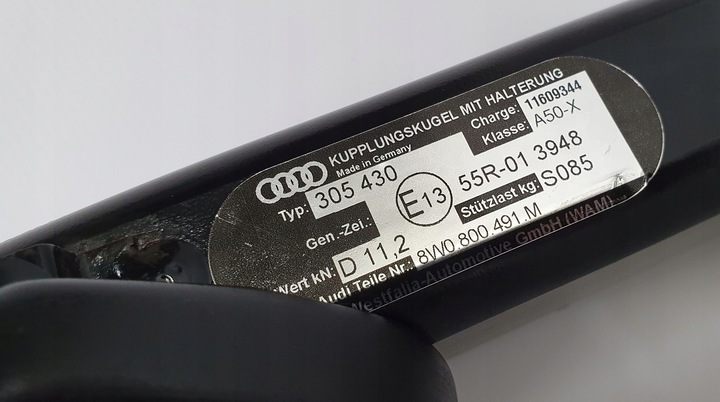 KUPPLUNGSKUGEL MIT HALTERUNG
Made in Germany
Charge: 11609344
Typ: 305 430
Klasse: A50-X
Gen.-Zei.: E13 55R-01 3948
Wert kN: D 11,2 Stützlast kg: S085
Audi Teile Nr.: 8W0.800.491.M
Westfalia-Automotive GmbH (WAM)